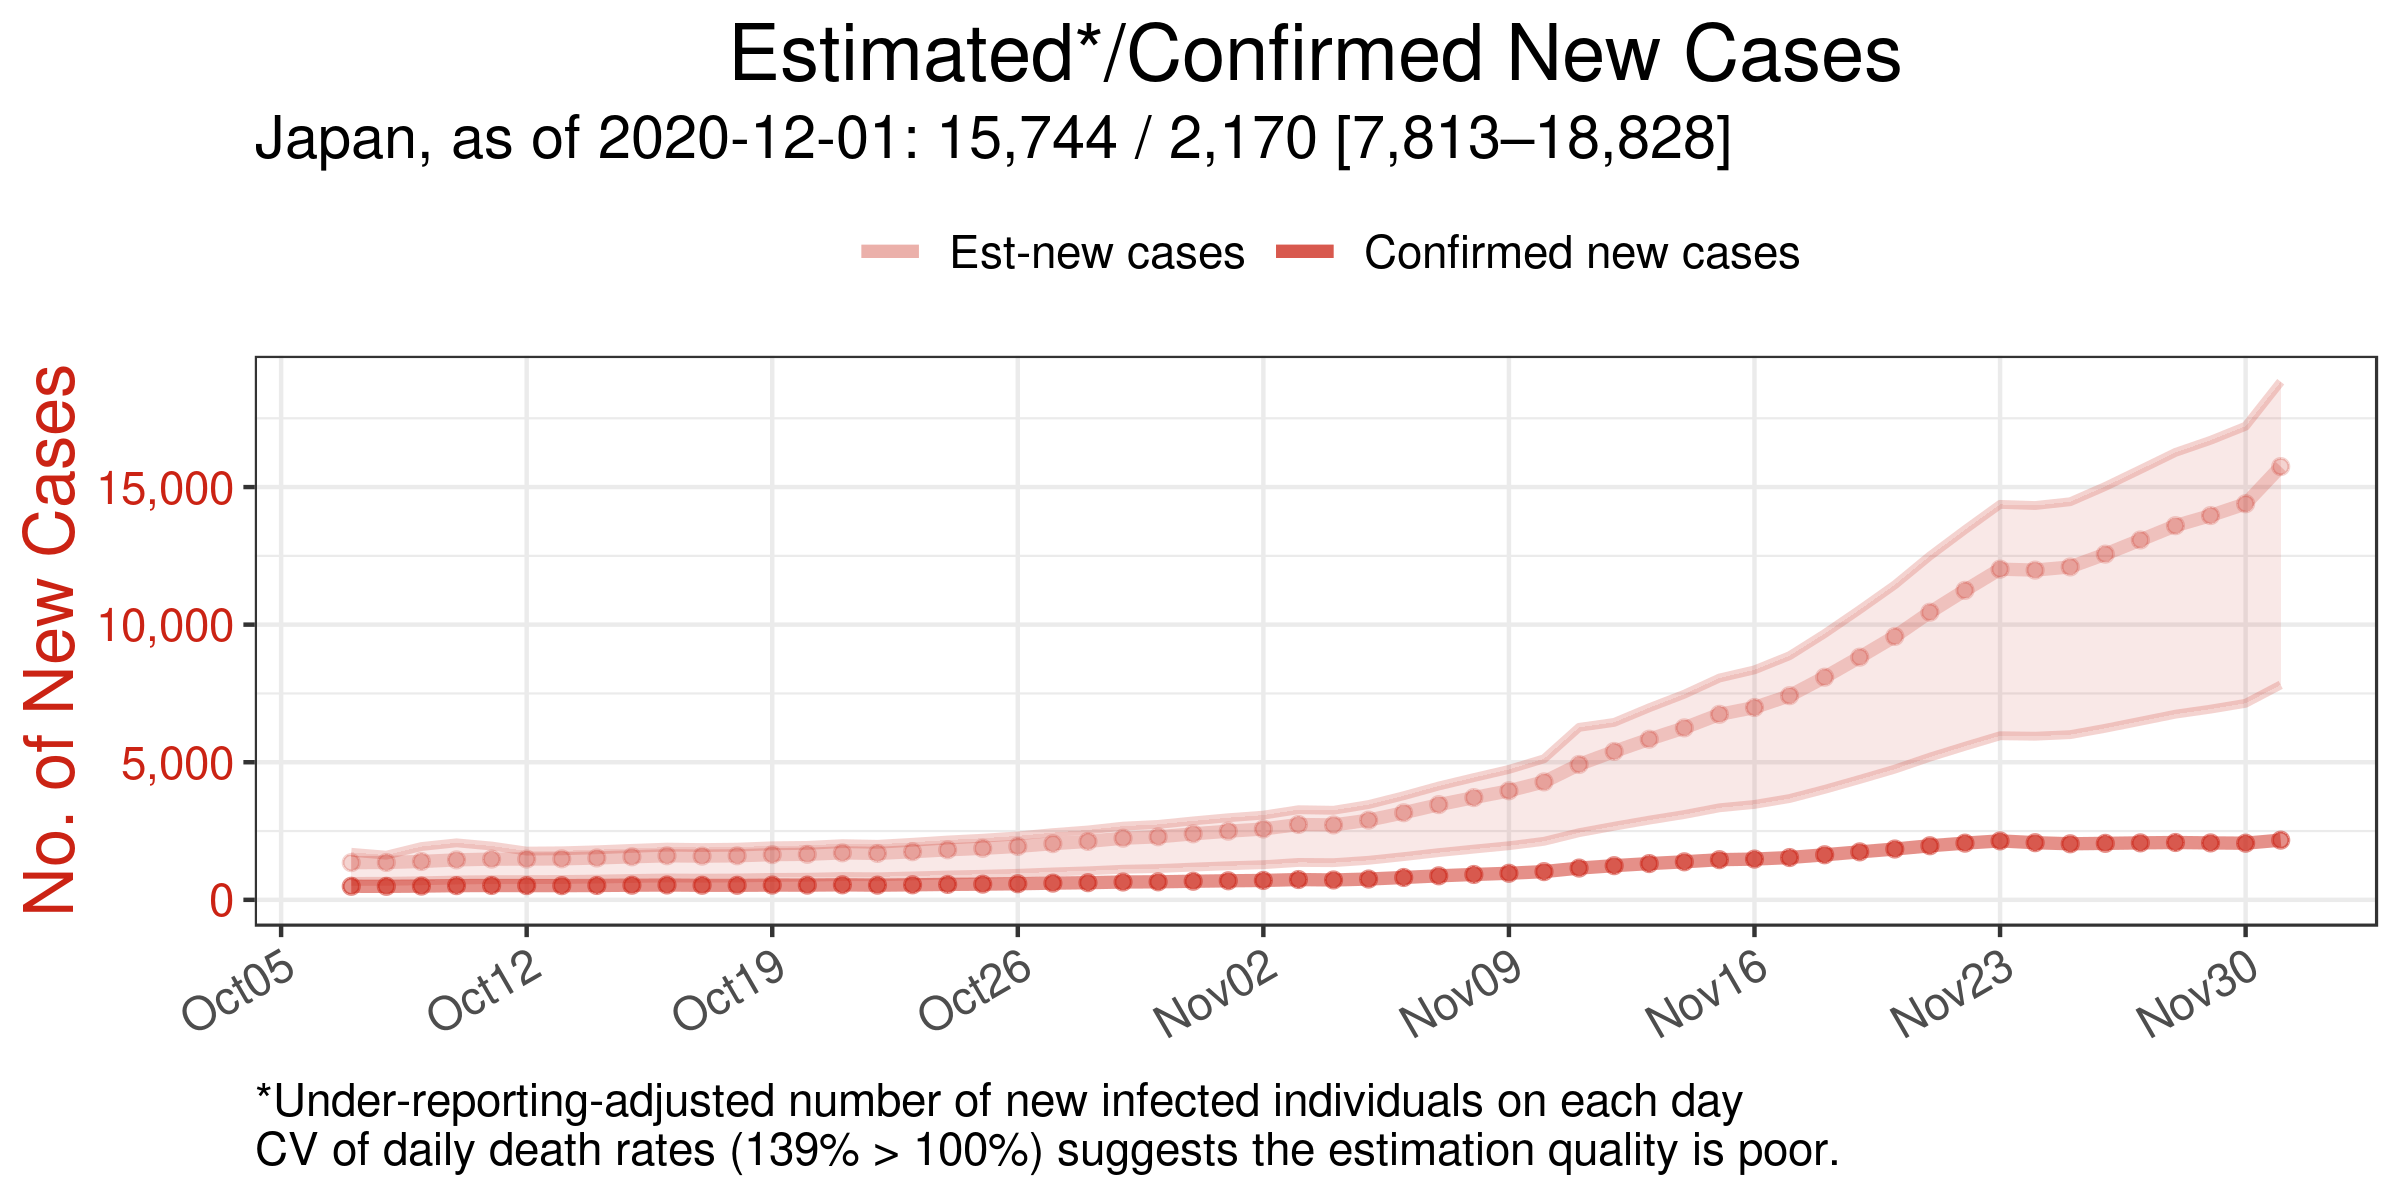 Estimated*/Confirmed New Cases
Japan, as of 2020-12-01: 15,744 / 2,170 [7,813–18,828]
Est-new cases
Confirmed new cases
No. of New Cases
15,000
10,000
5,000
0
Oct05
Oct12
Oct19
Oct26
Nov02
Nov09
Nov16
Nov23
Nov30
*Under-reporting-adjusted number of new infected individuals on each day
CV of daily death rates (139% > 100%) suggests the estimation quality is poor.